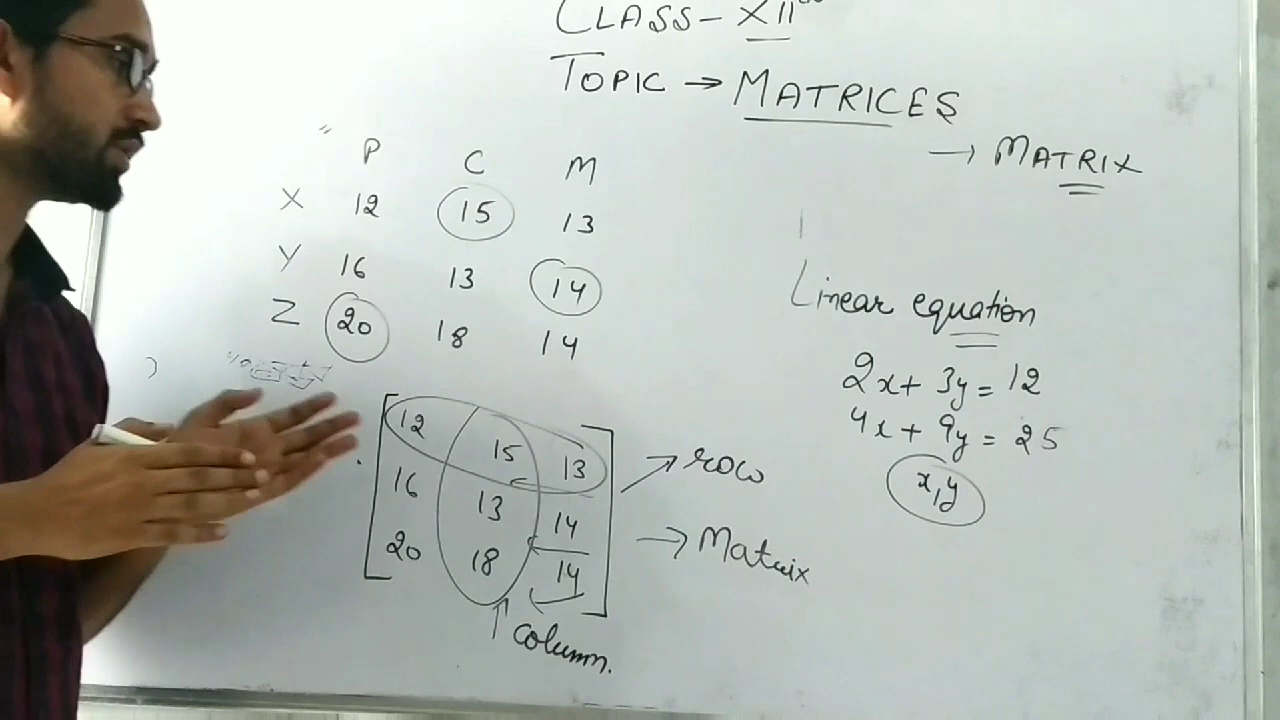 CLASS - XIIth
TOPIC → MATRICES
→ MATRIX
P C M
X 12 15 13
Y 16 13 14
Z 20 18 14
12 15 13
16 13 14
20 18 14
→ row
→ Matrix
↑ column.
Linear equation
2x + 3y = 12
4x + 9y = 25
x, y